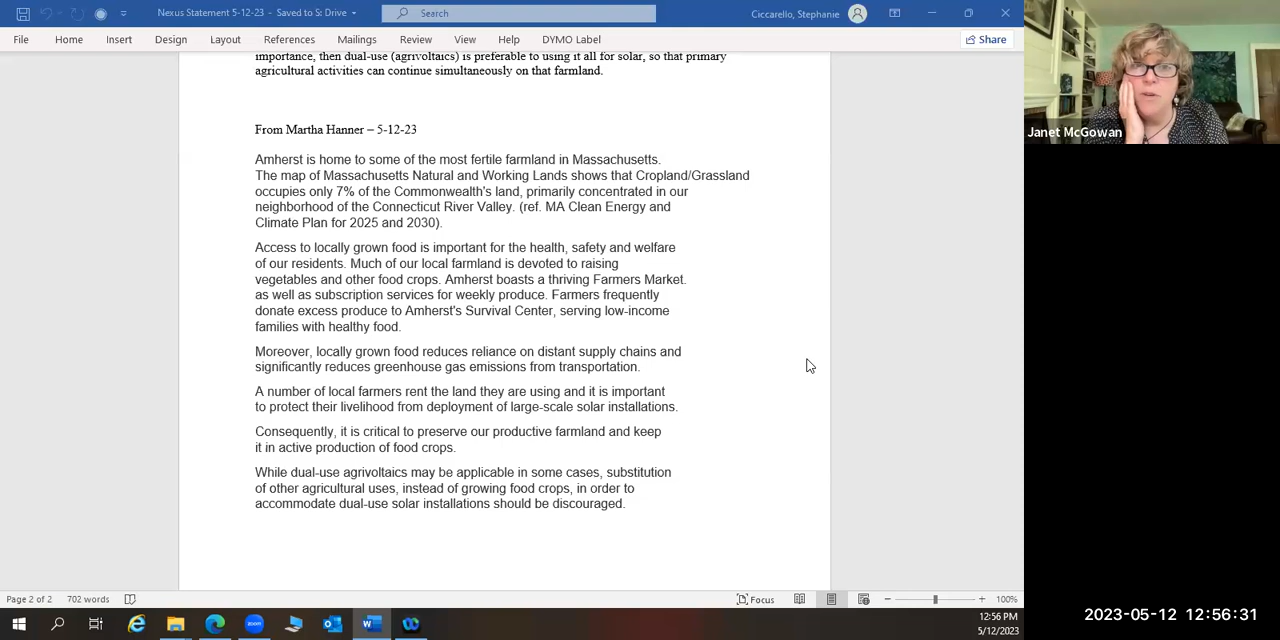 Nexus Statement 5-12-23 - Saved to S: Drive
Search
Ciccarello, Stephanie
File Home Insert Design Layout References Mailings Review View Help DYMO Label
Share
importance, then dual-use (agrivoltaics) is preferable to using it all for solar, so that primary
agricultural activities can continue simultaneously on that farmland.
From Martha Hanner – 5-12-23
Amherst is home to some of the most fertile farmland in Massachusetts.
The map of Massachusetts Natural and Working Lands shows that Cropland/Grassland
occupies only 7% of the Commonwealth's land, primarily concentrated in our
neighborhood of the Connecticut River Valley. (ref. MA Clean Energy and
Climate Plan for 2025 and 2030).
Access to locally grown food is important for the health, safety and welfare
of our residents. Much of our local farmland is devoted to raising
vegetables and other food crops. Amherst boasts a thriving Farmers Market.
as well as subscription services for weekly produce. Farmers frequently
donate excess produce to Amherst's Survival Center, serving low-income
families with healthy food.
Moreover, locally grown food reduces reliance on distant supply chains and
significantly reduces greenhouse gas emissions from transportation.
A number of local farmers rent the land they are using and it is important
to protect their livelihood from deployment of large-scale solar installations.
Consequently, it is critical to preserve our productive farmland and keep
it in active production of food crops.
While dual-use agrivoltaics may be applicable in some cases, substitution
of other agricultural uses, instead of growing food crops, in order to
accommodate dual-use solar installations should be discouraged.
Page 2 of 2 702 words
Focus
100%
zoom
12:56 PM
5/12/2023
Janet McGowan
2023-05-12 12:56:31